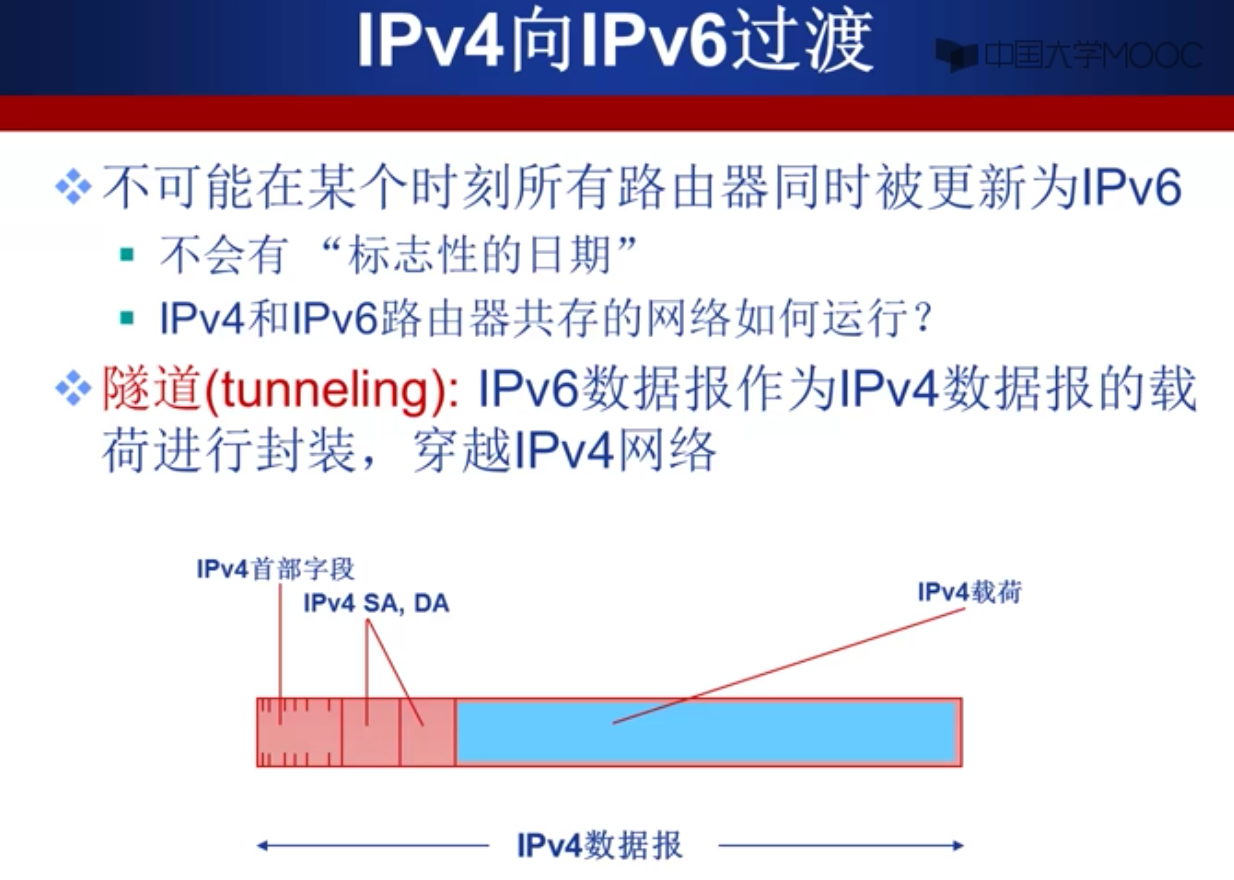 IPv4向IPv6过渡
中国大学MOOC
不可能在某个时刻所有路由器同时被更新为IPv6
不会有 “标志性的日期”
IPv4和IPv6路由器共存的网络如何运行？
隧道(tunneling): IPv6数据报作为IPv4数据报的载
荷进行封装，穿越IPv4网络
IPv4首部字段
IPv4 SA, DA
IPv4载荷
IPv4数据报